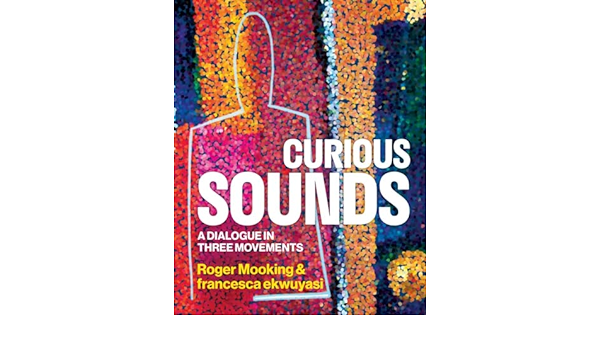 CURIOUS
SOUNDS
A DIALOGUE IN
THREE MOVEMENTS
Roger Mooking &
francesca ekwuyasi